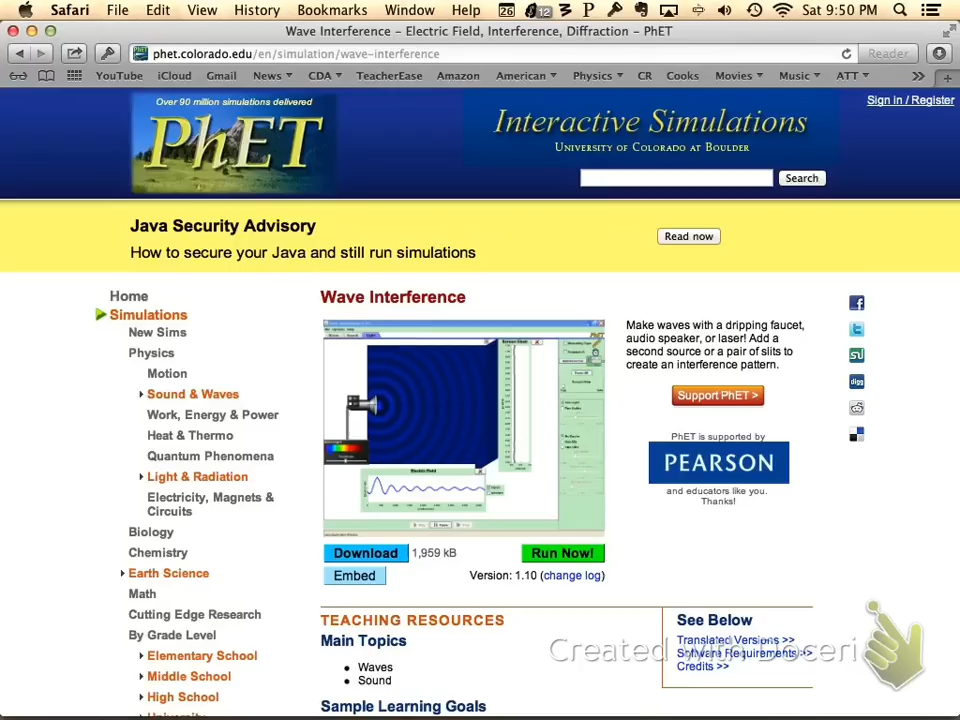 Safari File Edit View History Bookmarks Window Help 26 12 Sat 9:50 PM
Wave Interference - Electric Field, Interference, Diffraction - PhET
phet.colorado.edu/en/simulation/wave-interference Reader
YouTube iCloud Gmail News CDA TeacherEase Amazon American Physics CR Cooks Movies Music ATT
Sign in / Register
Over 90 million simulations delivered
PhET
Interactive Simulations
UNIVERSITY OF COLORADO AT BOULDER
Search
Java Security Advisory
How to secure your Java and still run simulations
Read now
Home
Simulations
New Sims
Physics
Motion
Sound & Waves
Work, Energy & Power
Heat & Thermo
Quantum Phenomena
Light & Radiation
Electricity, Magnets &
Circuits
Biology
Chemistry
Earth Science
Math
Cutting Edge Research
By Grade Level
Elementary School
Middle School
High School
University
Wave Interference
Electric Field
Download 1,959 kB Run Now!
Embed Version: 1.10 (change log)
Make waves with a dripping faucet,
audio speaker, or laser! Add a
second source or a pair of slits to
create an interference pattern.
Support PhET >
PhET is supported by
PEARSON
and educators like you.
Thanks!
digg
TEACHING RESOURCES
Main Topics
Waves
Sound
Sample Learning Goals
See Below
Translated Versions >>
Software Requirements >>
Credits >>
Created with Doceri